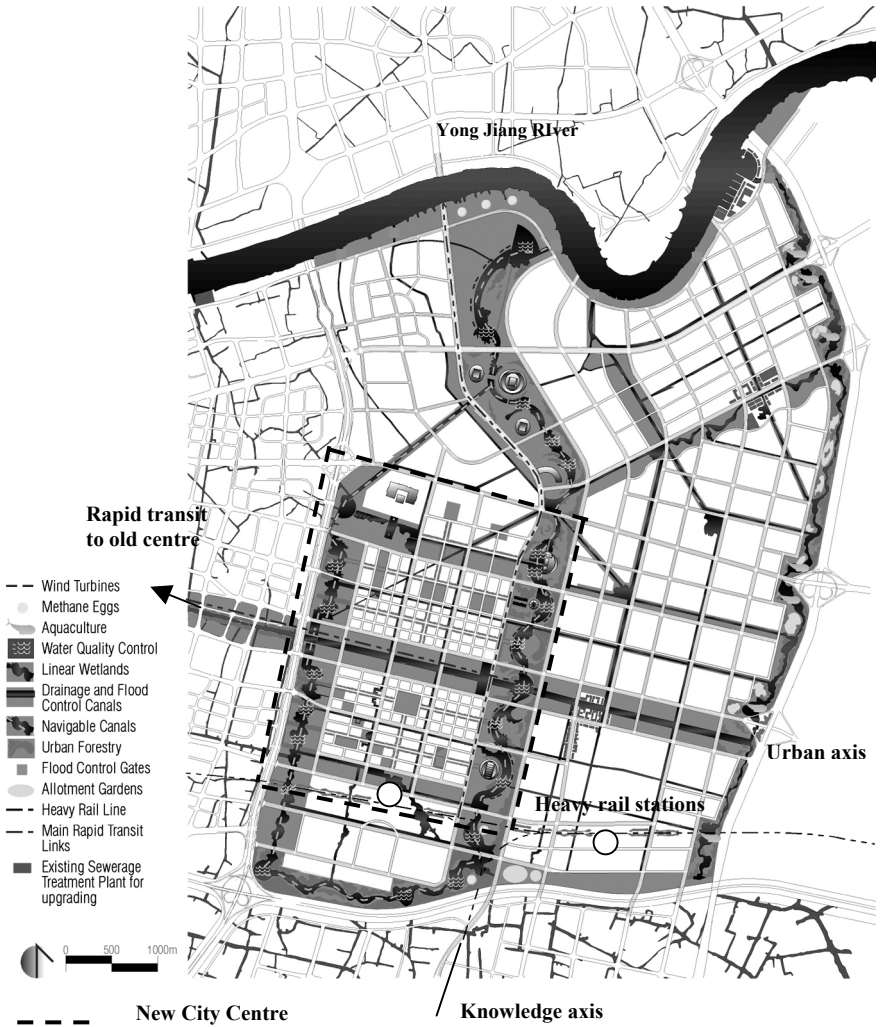 Yong Jiang RIver
Rapid transit
to old centre
Wind Turbines
Methane Eggs
Aquaculture
Water Quality Control
Linear Wetlands
Drainage and Flood
Control Canals
Navigable Canals
Urban Forestry
Flood Control Gates
Allotment Gardens
Heavy Rail Line
Main Rapid Transit
Links
Existing Sewerage
Treatment Plant for
upgrading
Urban axis
Heavy rail stations
0 500 1000m
New City Centre
Knowledge axis